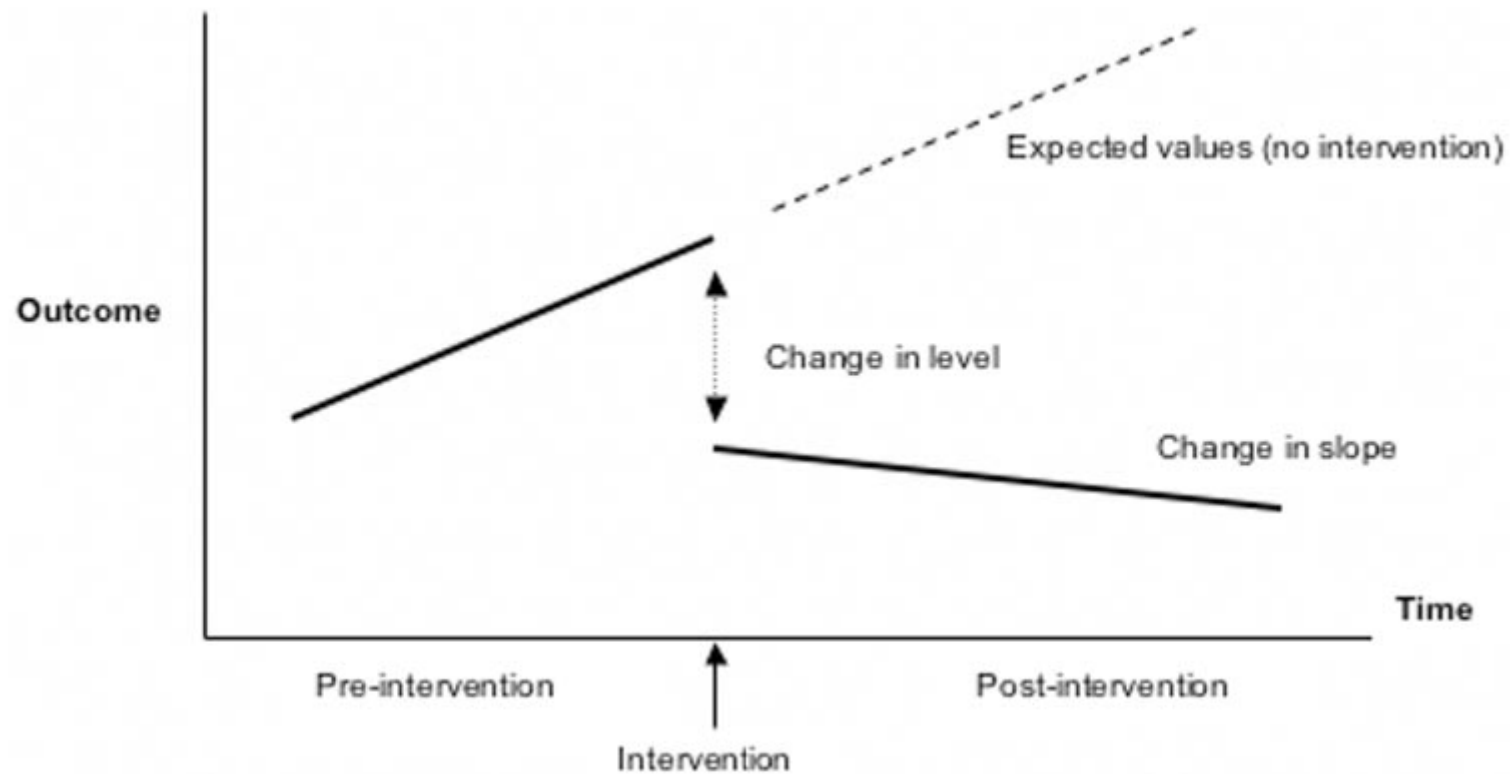 Expected values (no intervention)
Outcome
Change in level
Change in slope
Time
Pre-intervention
Post-intervention
Intervention